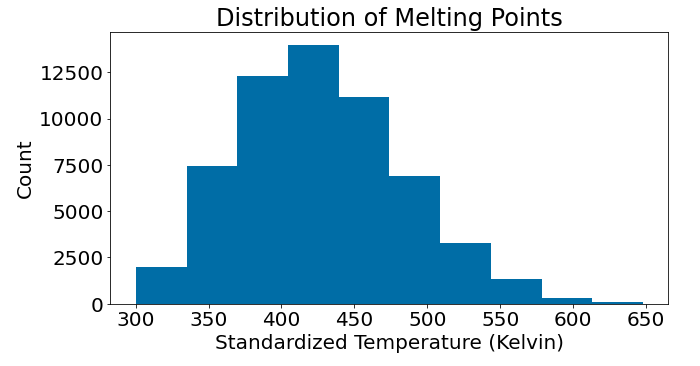 Distribution of Melting Points
12500
10000
7500
5000
2500
0
Count
300 350 400 450 500 550 600 650
Standardized Temperature (Kelvin)